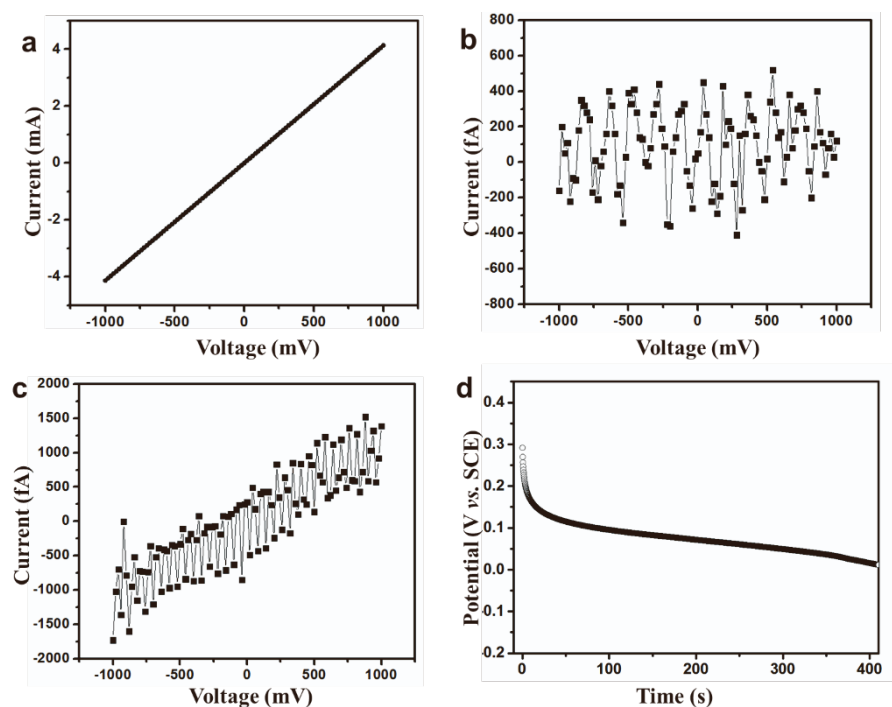 a
4
2
0
-2
-4
Current (mA)
-1000 -500 0 500 1000
Voltage (mV)
b
800
600
400
200
0
-200
-400
-600
-800
Current (fA)
-1000 -500 0 500 1000
Voltage (mV)
c
2000
1500
1000
500
0
-500
-1000
-1500
-2000
Current (fA)
-1000 -500 0 500 1000
Voltage (mV)
d
0.4
0.3
0.2
0.1
0.0
-0.1
-0.2
Potential (V vs. SCE)
0 100 200 300 400
Time (s)